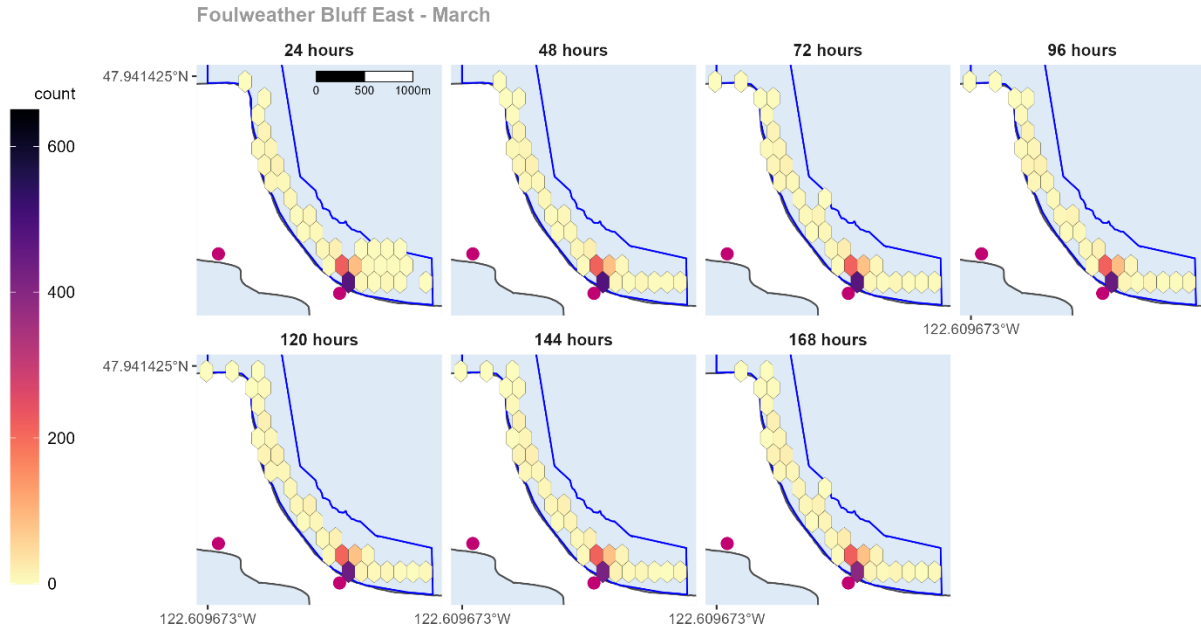 Foulweather Bluff East - March
24 hours
48 hours
72 hours
96 hours
47.941425°N
0
500
1000m
count
600
400
200
0
122.609673°W
120 hours
144 hours
168 hours
47.941425°N
122.609673°W
122.609673°W
122.609673°W